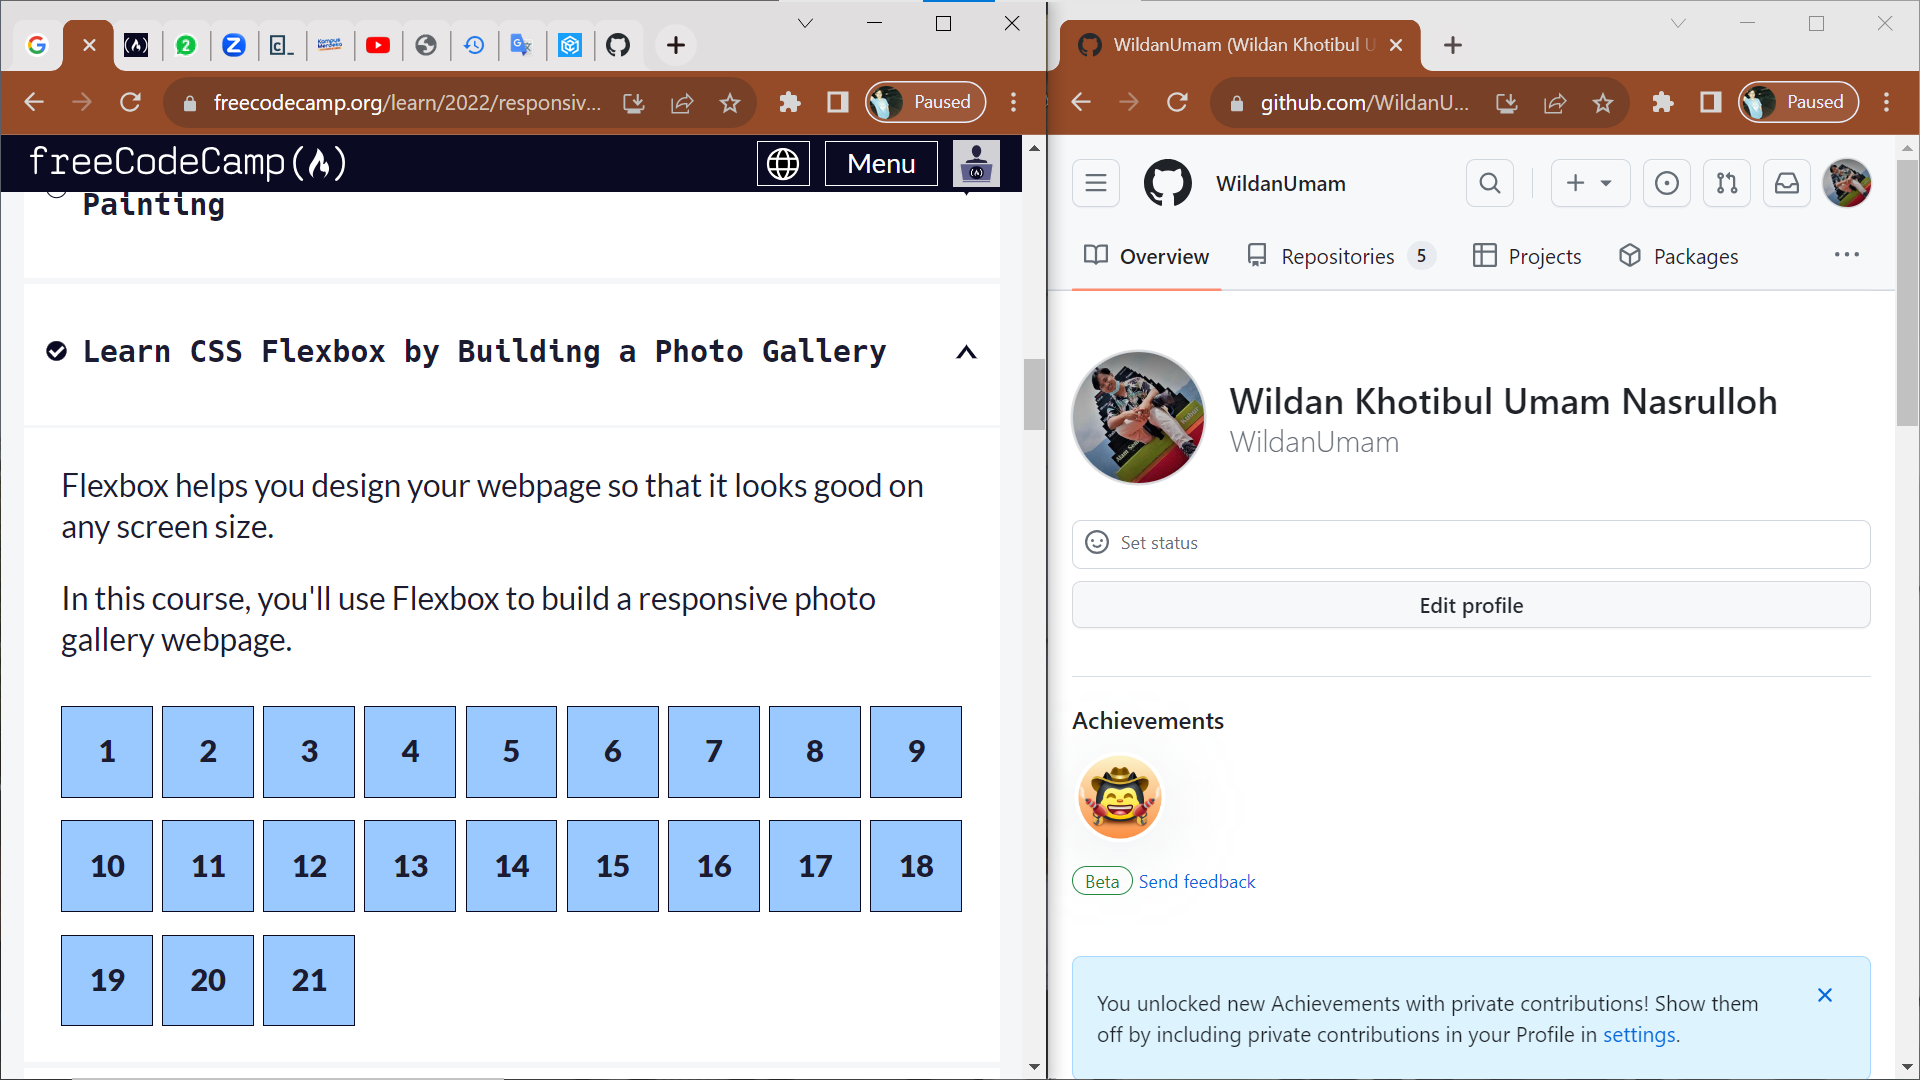 2
Z
c_
Kampus
Merdeka
freecodecamp.org/learn/2022/responsiv...
Paused
freeCodeCamp(🔥)
Menu
Painting
Learn CSS Flexbox by Building a Photo Gallery
Flexbox helps you design your webpage so that it looks good on
any screen size.
In this course, you'll use Flexbox to build a responsive photo
gallery webpage.
1 2 3 4 5 6 7 8 9
10 11 12 13 14 15 16 17 18
19 20 21
WildanUmam (Wildan Khotibul U
github.com/WildanU...
Paused
WildanUmam
Overview
Repositories 5
Projects
Packages
Wildan Khotibul Umam Nasrulloh
WildanUmam
Set status
Edit profile
Achievements
Beta Send feedback
You unlocked new Achievements with private contributions! Show them
off by including private contributions in your Profile in settings.